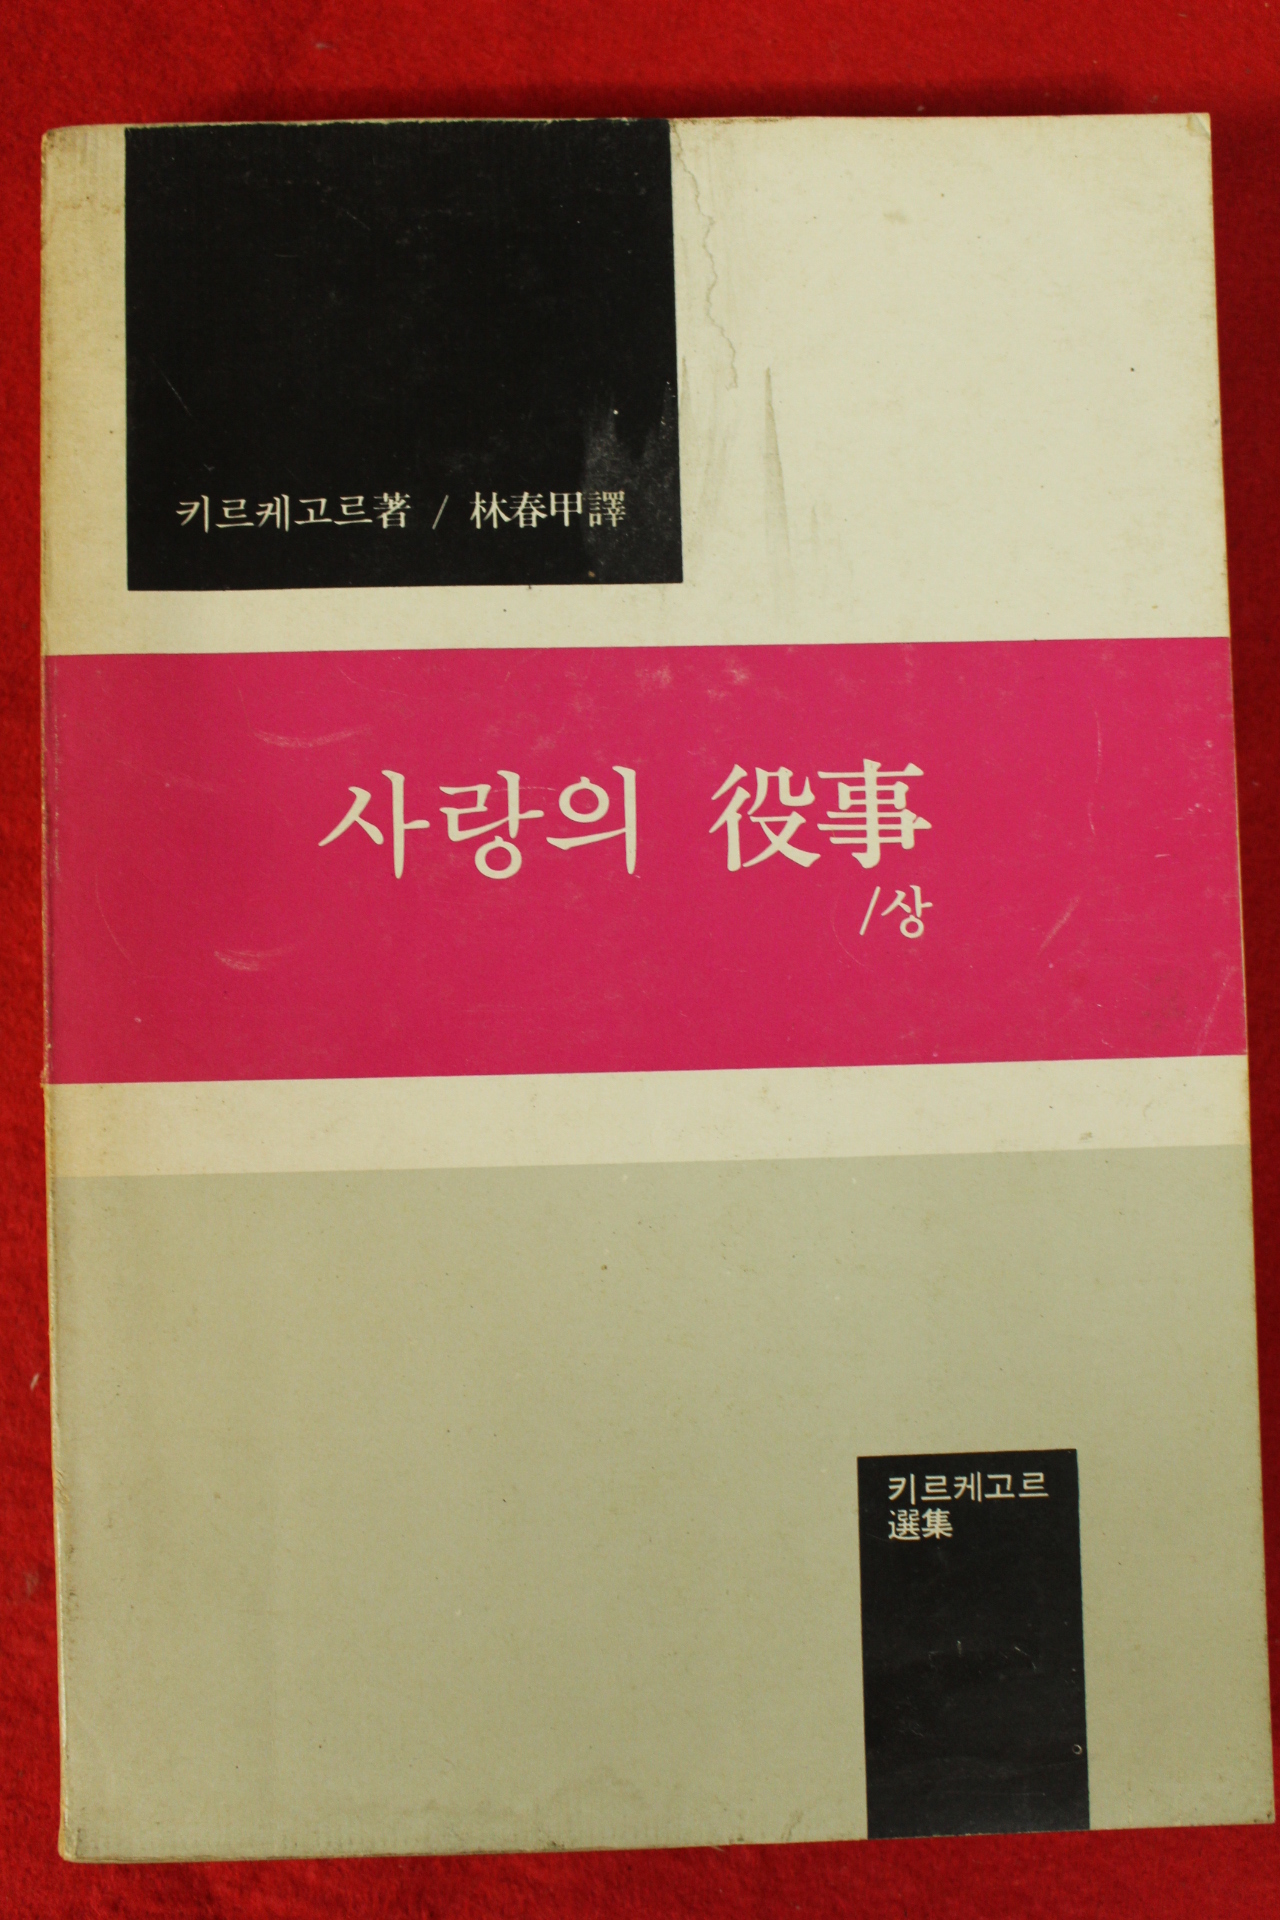 키르케고르著 / 林春甲譯
사랑의 役事
/상
키르케고르
選集